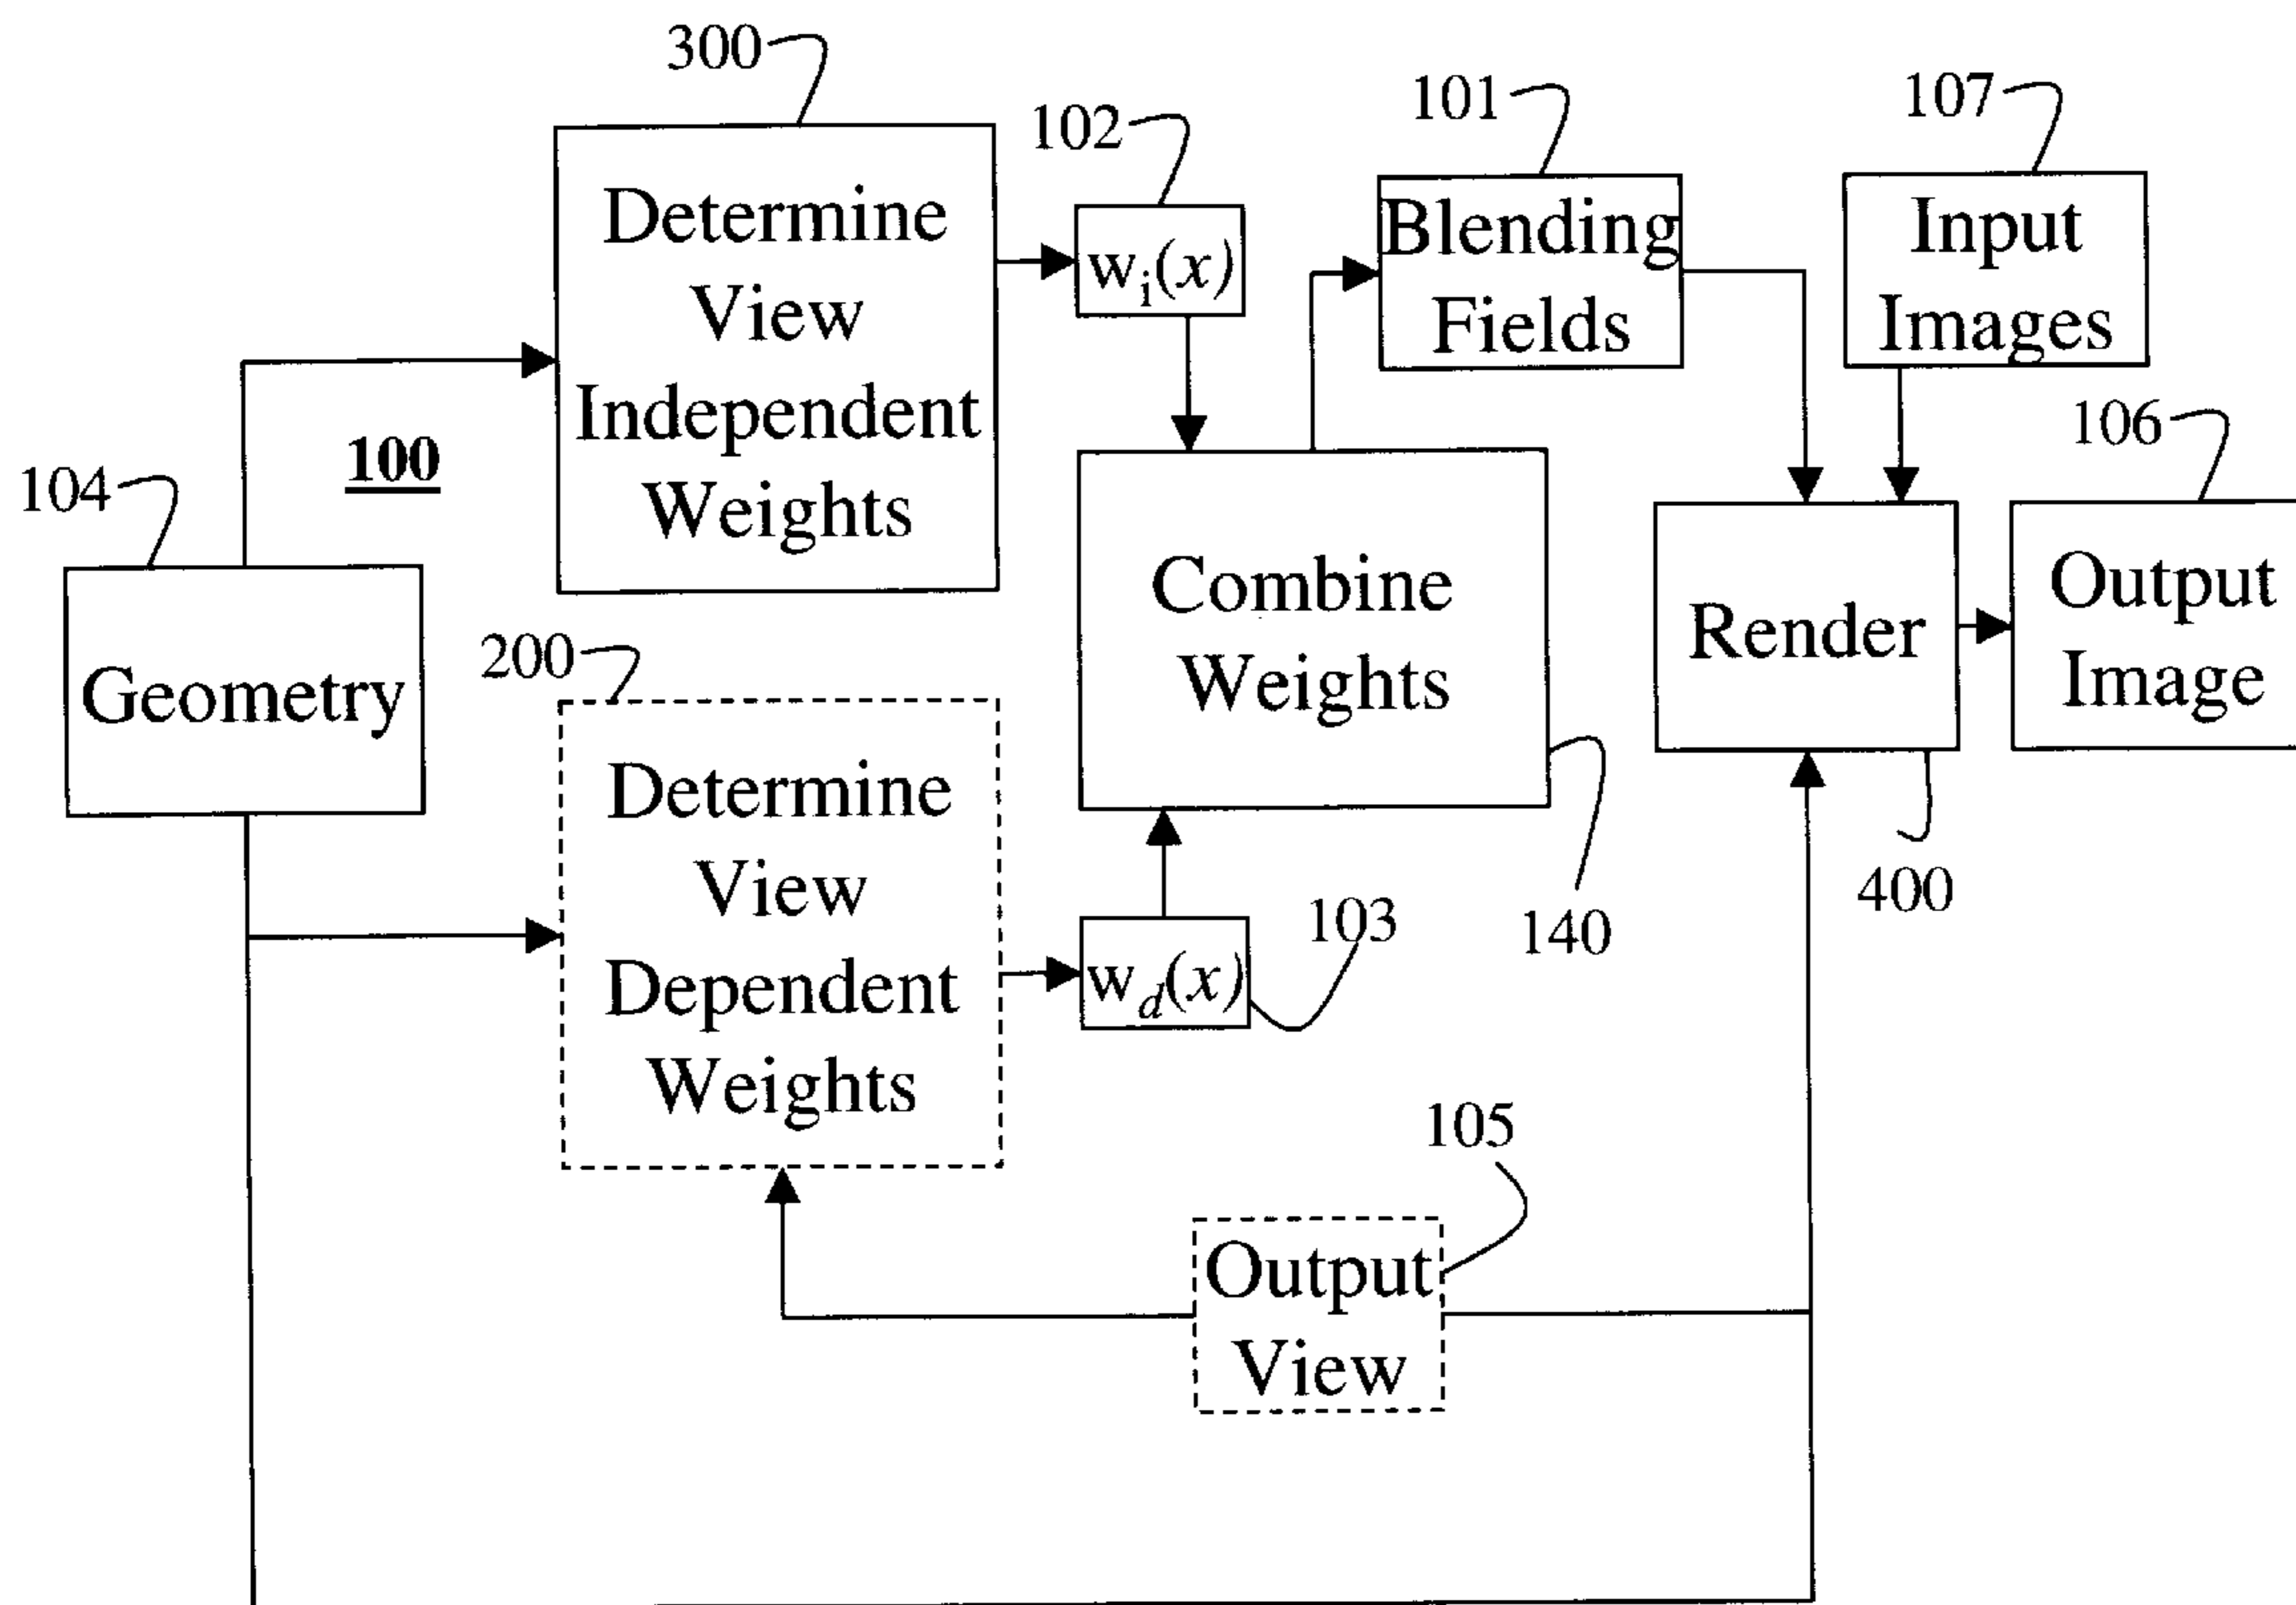 300
102
101
107
Determine
View
Independent
Weights
w_i(x)
Blending
Fields
Input
Images
106
104
100
Combine
Weights
Render
Output
Image
Geometry
200
Determine
View
Dependent
Weights
w_d(x)
103
140
400
105
Output
View